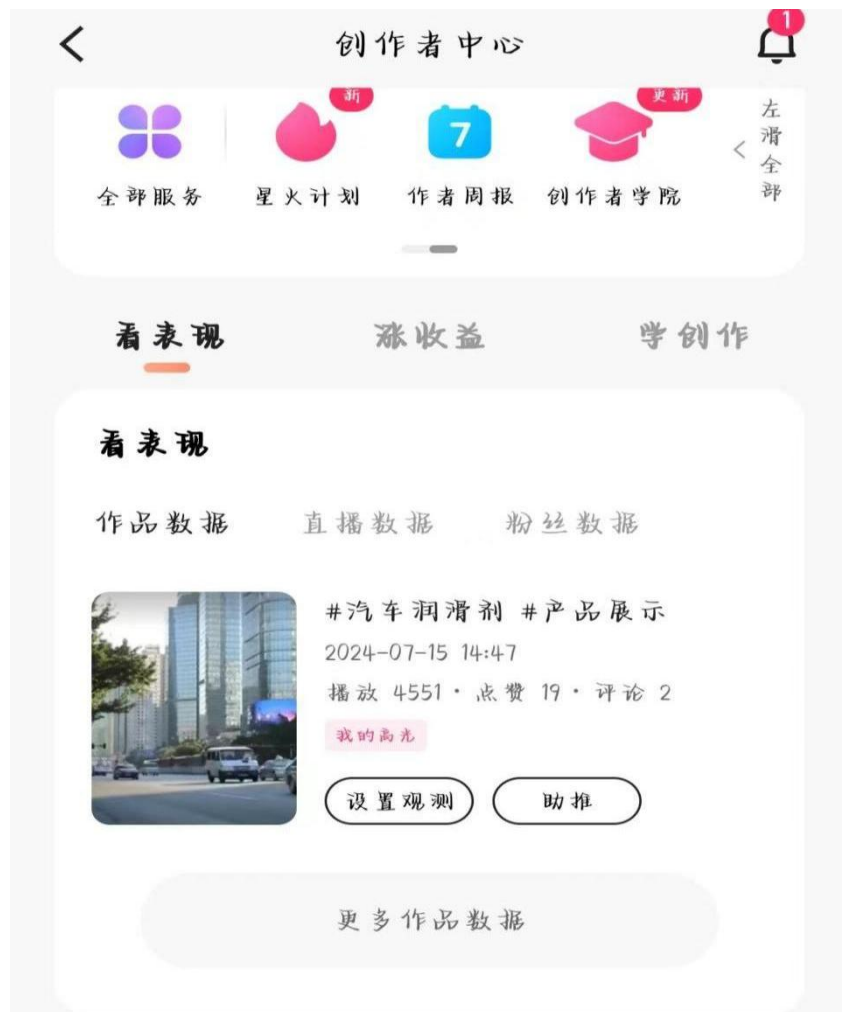 创作者中心
1
新
更新
7
全部服务
星火计划
作者周报
创作者学院
左滑全部
看表现
涨收益
学创作
看表现
作品数据
直播数据
粉丝数据
#汽车润滑剂 #产品展示
2024-07-15 14:47
播放 4551 · 点赞 19 · 评论 2
我的高光
设置观测
助推
更多作品数据